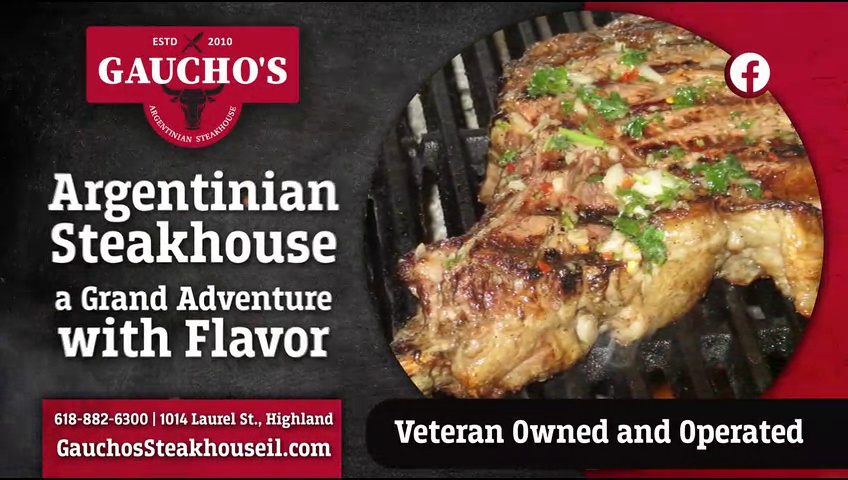 ESTD 2010
GAUCHO'S
ARGENTINIAN STEAKHOUSE
Argentinian
Steakhouse
a Grand Adventure
with Flavor
618-882-6300 | 1014 Laurel St., Highland
GauchosSteakhouseil.com
Veteran Owned and Operated